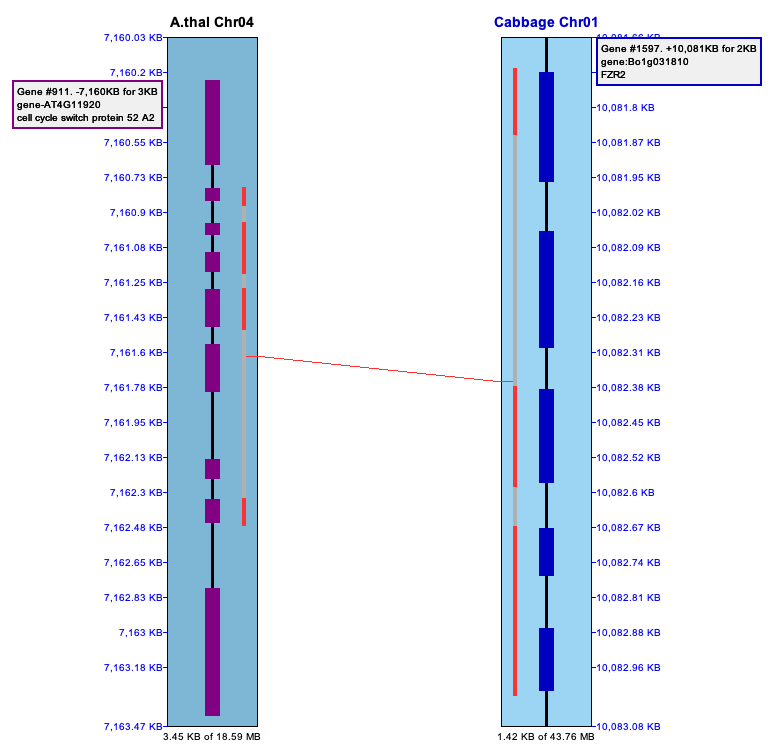 A.thal Chr04
Cabbage Chr01
7,160.03 KB
7,160.2 KB
Gene #911. -7,160KB for 3KB
gene-AT4G11920
cell cycle switch protein 52 A2
7,160.55 KB
7,160.73 KB
7,160.9 KB
7,161.08 KB
7,161.25 KB
7,161.43 KB
7,161.6 KB
7,161.78 KB
7,161.95 KB
7,162.13 KB
7,162.3 KB
7,162.48 KB
7,162.65 KB
7,162.83 KB
7,163 KB
7,163.18 KB
7,163.47 KB
3.45 KB of 18.59 MB
10,081.66 KB
Gene #1597. +10,081KB for 2KB
gene:Bo1g031810
FZR2
10,081.8 KB
10,081.87 KB
10,081.95 KB
10,082.02 KB
10,082.09 KB
10,082.16 KB
10,082.23 KB
10,082.31 KB
10,082.38 KB
10,082.45 KB
10,082.52 KB
10,082.6 KB
10,082.67 KB
10,082.74 KB
10,082.81 KB
10,082.88 KB
10,082.96 KB
10,083.08 KB
1.42 KB of 43.76 MB